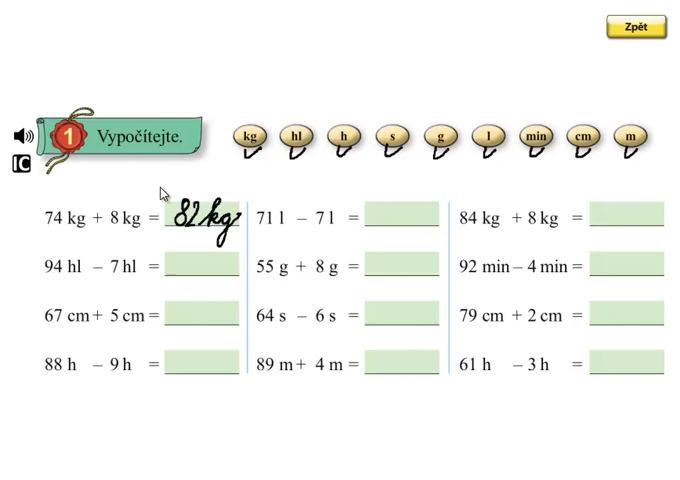 Zpět
1 Vypočítejte.
kg hl h s g l min cm m
74 kg + 8 kg = 82 kg
71 l – 7 l =
84 kg + 8 kg =
94 hl – 7 hl =
55 g + 8 g =
92 min – 4 min =
67 cm + 5 cm =
64 s – 6 s =
79 cm + 2 cm =
88 h – 9 h =
89 m + 4 m =
61 h – 3 h =